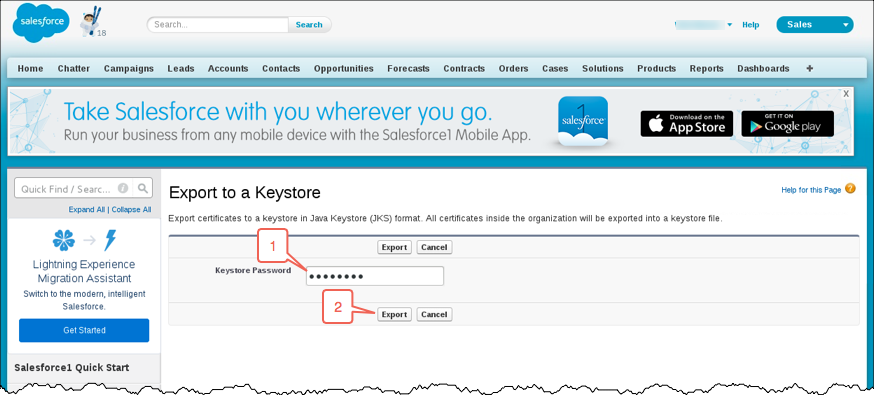 salesforce
18
Search...
Search
Help
Sales
Home
Chatter
Campaigns
Leads
Accounts
Contacts
Opportunities
Forecasts
Contracts
Orders
Cases
Solutions
Products
Reports
Dashboards
+
X
Take Salesforce with you wherever you go.
Run your business from any mobile device with the Salesforce1 Mobile App.
1
salesforce
Download on the
App Store
GET IT ON
Google play
Quick Find / Searc...
i
Expand All | Collapse All
Lightning Experience
Migration Assistant
Switch to the modern, intelligent
Salesforce.
Get Started
Salesforce1 Quick Start
Export to a Keystore
Help for this Page ?
Export certificates to a keystore in Java Keystore (JKS) format. All certificates inside the organization will be exported into a keystore file.
1
Export
Cancel
Keystore Password
••••••••
2
Export
Cancel